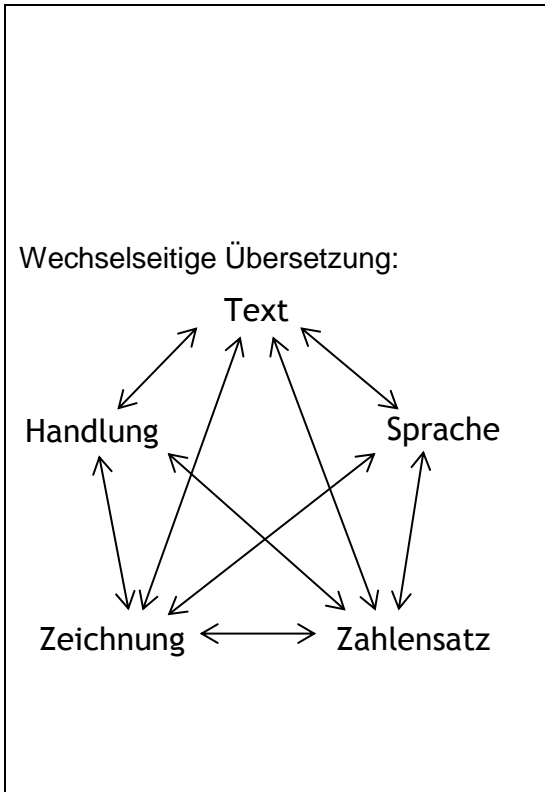 Wechselseitige Übersetzung:
Text
Handlung Sprache
Zeichnung Zahlensatz